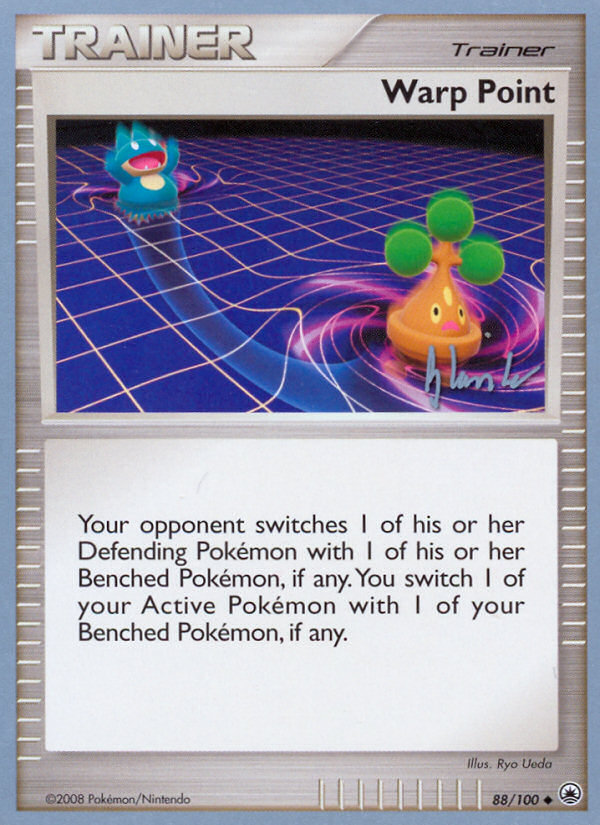 TRAINER
Trainer
Warp Point
Your opponent switches 1 of his or her
Defending Pokémon with 1 of his or her
Benched Pokémon, if any. You switch 1 of
your Active Pokémon with 1 of your
Benched Pokémon, if any.
Illus. Ryo Ueda
©2008 Pokémon/Nintendo
88/100